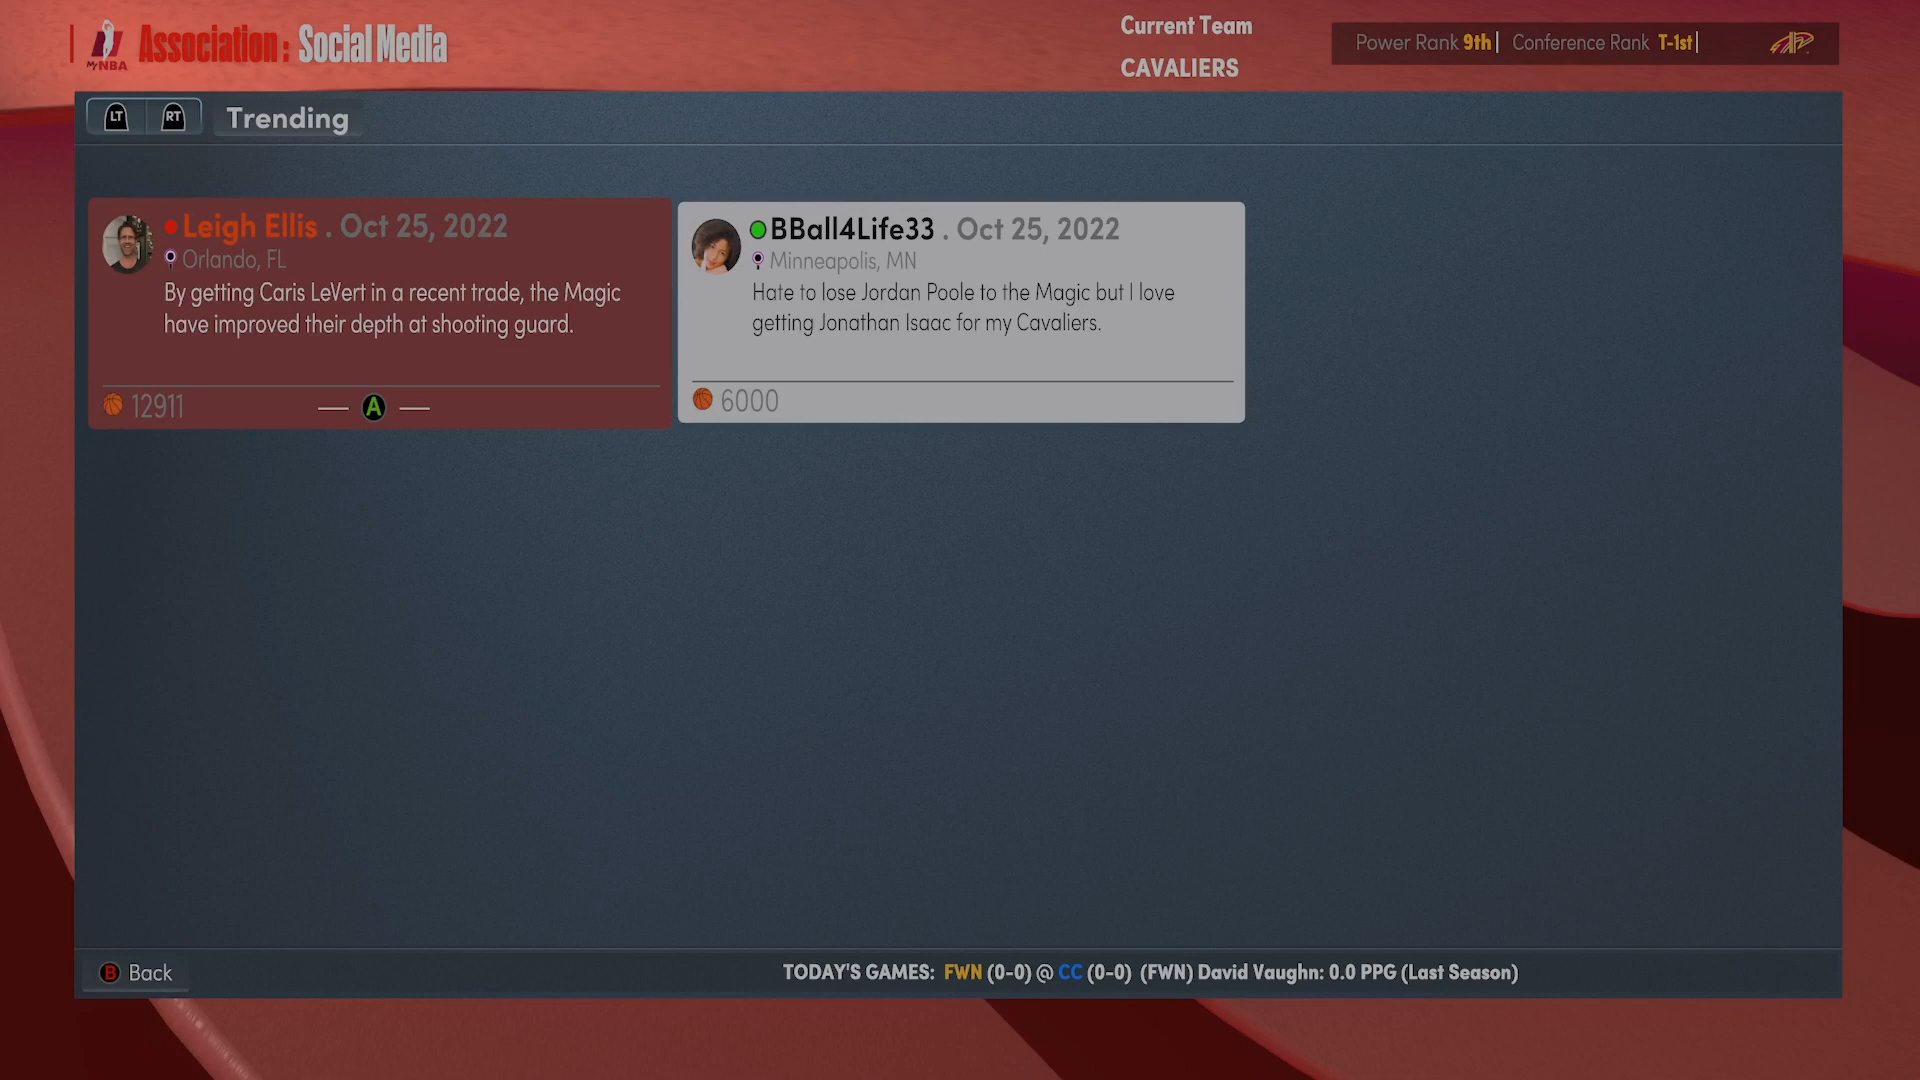 MyNBA
Association: Social Media
Current Team
CAVALIERS
Power Rank 9th| Conference Rank T-1st|
LT RT Trending
Leigh Ellis . Oct 25, 2022
Orlando, FL
By getting Caris LeVert in a recent trade, the Magic
have improved their depth at shooting guard.
12911
A
BBall4Life33 . Oct 25, 2022
Minneapolis, MN
Hate to lose Jordan Poole to the Magic but I love
getting Jonathan Isaac for my Cavaliers.
6000
B Back
TODAY'S GAMES: FWN (0-0) @ CC (0-0) (FWN) David Vaughn: 0.0 PPG (Last Season)